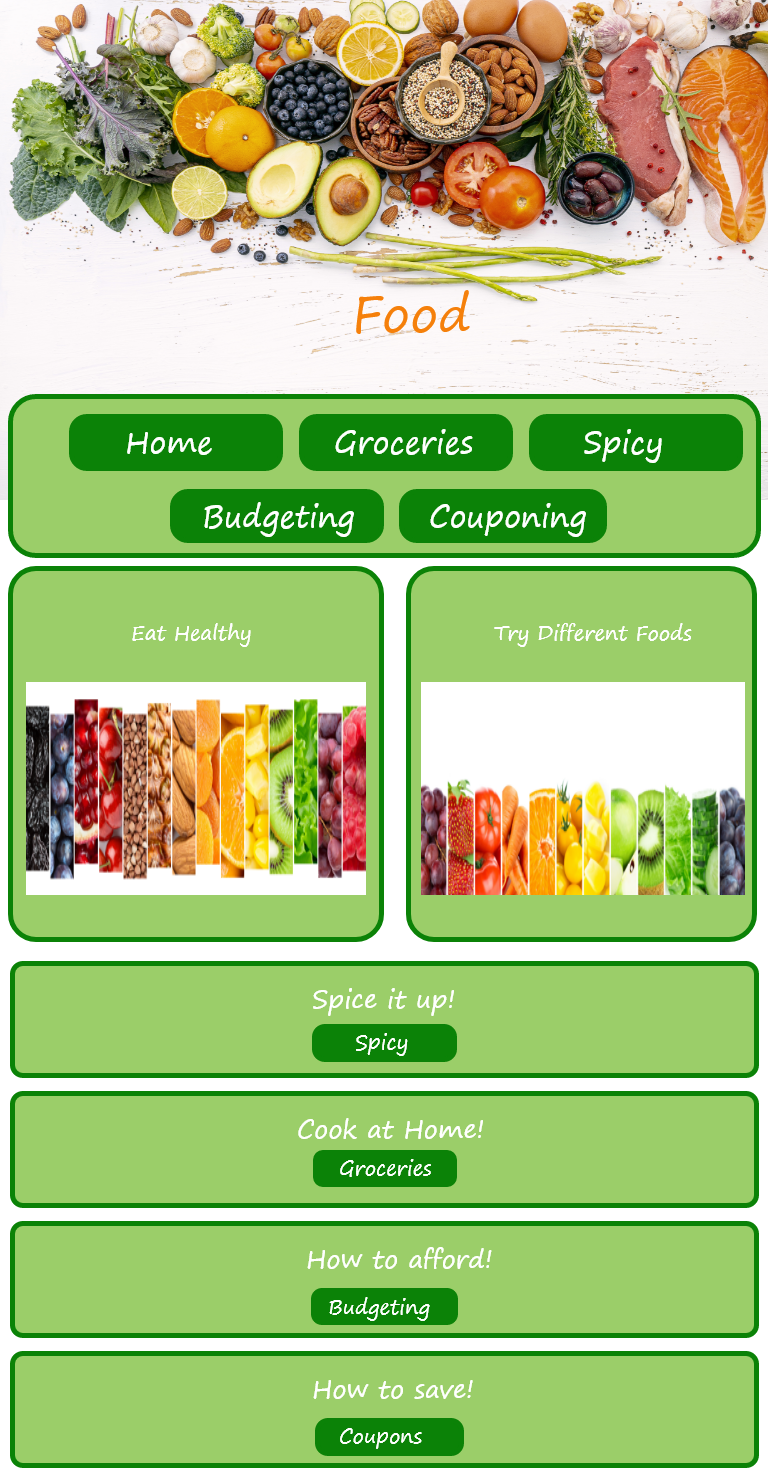 Food
Home Groceries Spicy
Budgeting Couponing
Eat Healthy
Try Different Foods
Spice it up!
Spicy
Cook at Home!
Groceries
How to afford!
Budgeting
How to save!
Coupons